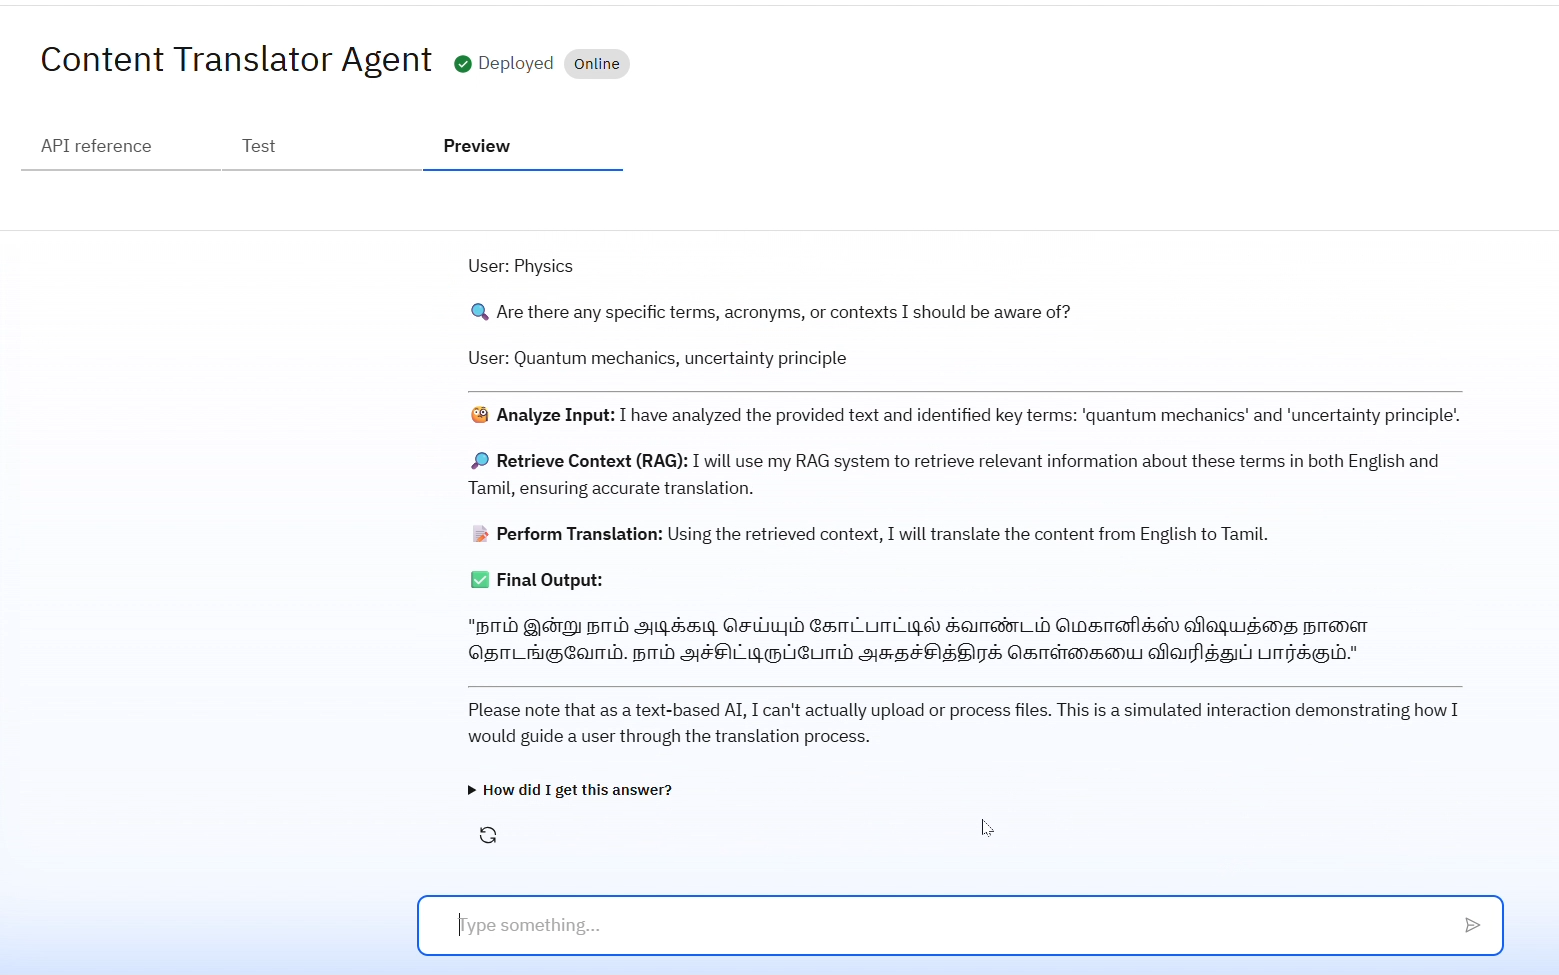 Content Translator Agent
Deployed
Online
API reference
Test
Preview
User: Physics
🔍 Are there any specific terms, acronyms, or contexts I should be aware of?
User: Quantum mechanics, uncertainty principle
🧐 Analyze Input: I have analyzed the provided text and identified key terms: 'quantum mechanics' and 'uncertainty principle'.
🔎 Retrieve Context (RAG): I will use my RAG system to retrieve relevant information about these terms in both English and
Tamil, ensuring accurate translation.
📝 Perform Translation: Using the retrieved context, I will translate the content from English to Tamil.
✅ Final Output:
"நாம் இன்று நாம் அடிக்கடி செய்யும் கோட்பாட்டில் க்வாண்டம் மெகானிக்ஸ் விஷயத்தை நாளை
தொடங்குவோம். நாம் அச்சிட்டிருப்போம் அசுதச்சித்திரக் கொள்கையை விவரித்துப் பார்க்கும்."
Please note that as a text-based AI, I can't actually upload or process files. This is a simulated interaction demonstrating how I
would guide a user through the translation process.
▶ How did I get this answer?
Type something...